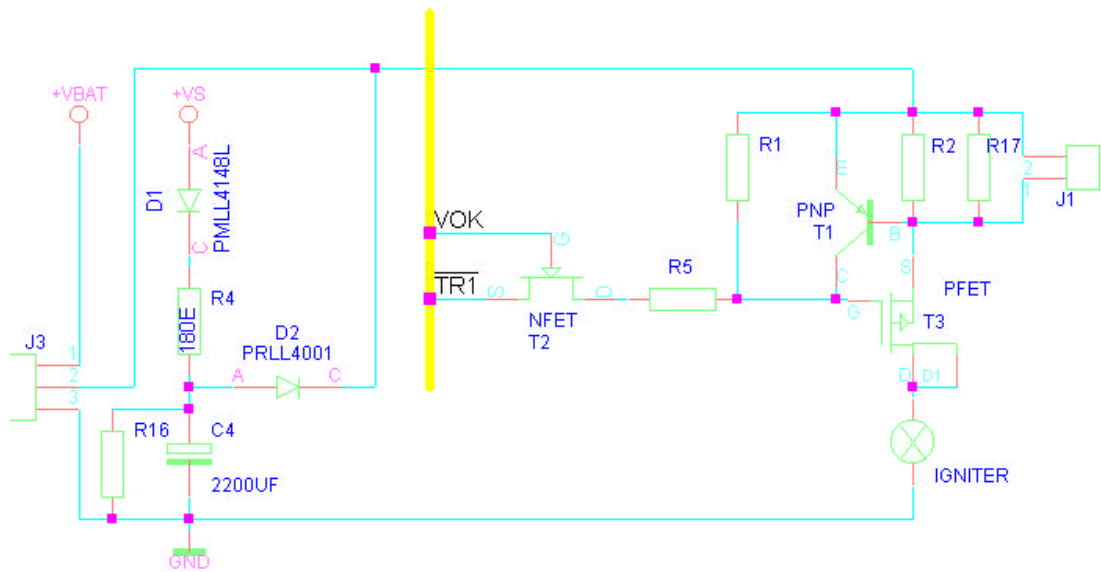 +VBAT
+VS
A
D1
PMLL4148L
C
R4
180E
J3
1
2
3
D2
PRLL4001
A
C
R16
C4
2200UF
GND
VOK
TR1
G
S
D
NFET
T2
R5
R1
E
PNP
T1
B
C
R2
R17
2
1
J1
S
PFET
G
T3
D
D1
IGNITER